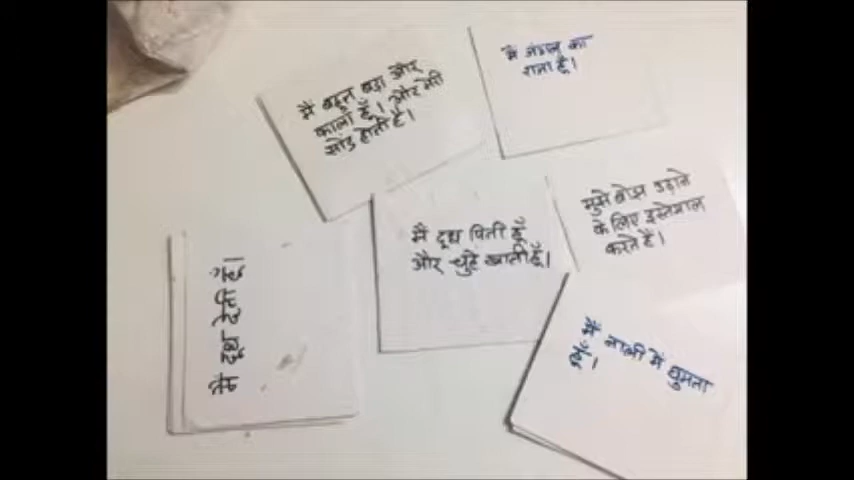 मैं बहुत बड़ा और
काला हूँ। और मेरी
सोंड होती है।
मैं जंगल का
राजा हूँ।
मुझे बोझ उठाने
के लिए इस्तेमाल
करते हैं।
मैं दूध पिती हूँ
और चुहें खाती हूँ।
मैं दूध देती हूँ।
मैं नाली में घुमता
हूँ।